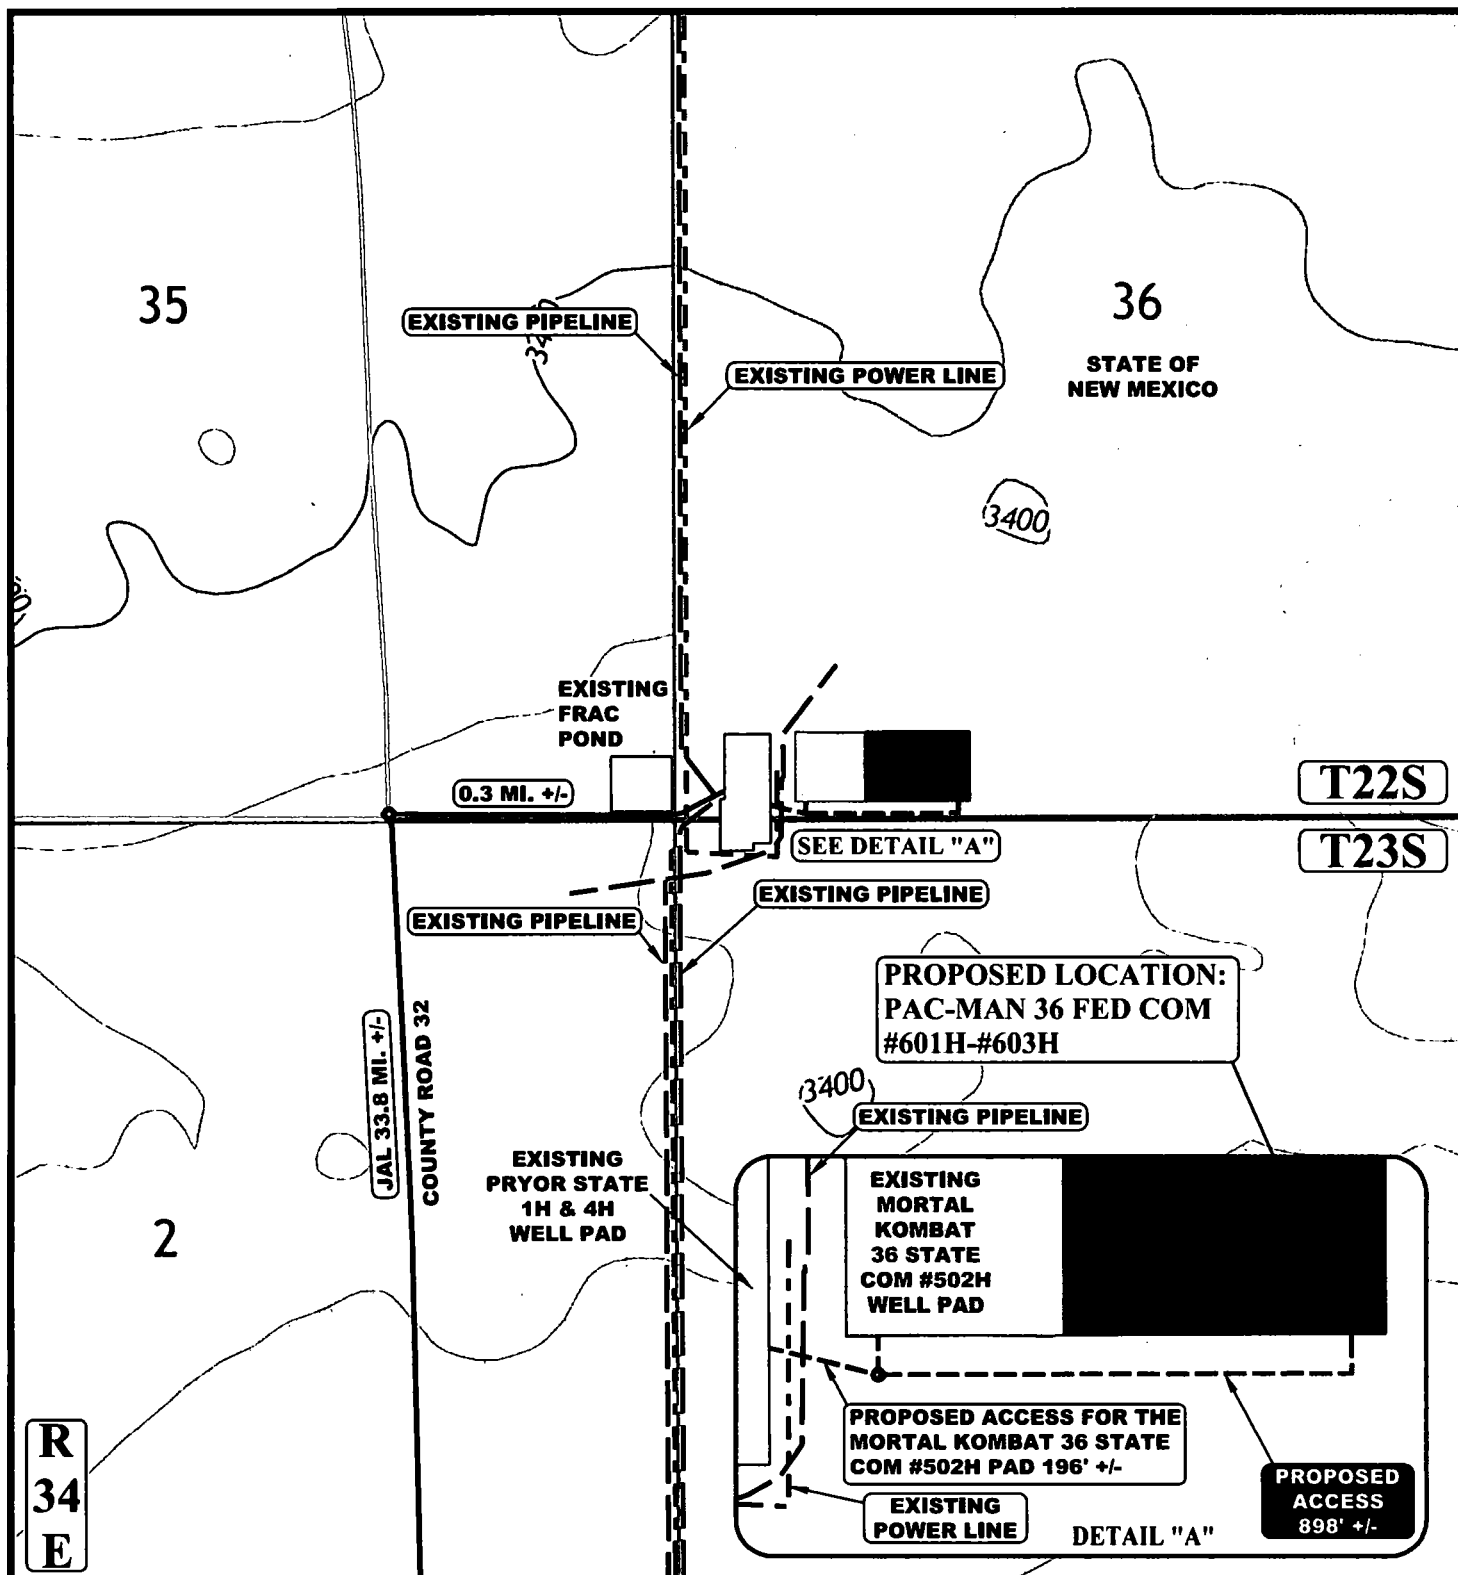 35
36
STATE OF
NEW MEXICO
EXISTING PIPELINE
EXISTING POWER LINE
3400
EXISTING
FRAC
POND
0.3 MI. +/-
T22S
T23S
SEE DETAIL "A"
EXISTING PIPELINE
EXISTING PIPELINE
PROPOSED LOCATION:
PAC-MAN 36 FED COM
#601H-#603H
JAL 33.8 MI. +/-
COUNTY ROAD 32
3400
EXISTING PIPELINE
EXISTING
PRYOR STATE
1H & 4H
WELL PAD
2
EXISTING
MORTAL
KOMBAT
36 STATE
COM #502H
WELL PAD
PROPOSED ACCESS FOR THE
MORTAL KOMBAT 36 STATE
COM #502H PAD 196' +/-
EXISTING
POWER LINE
PROPOSED
ACCESS
898' +/-
DETAIL "A"
R
34
E